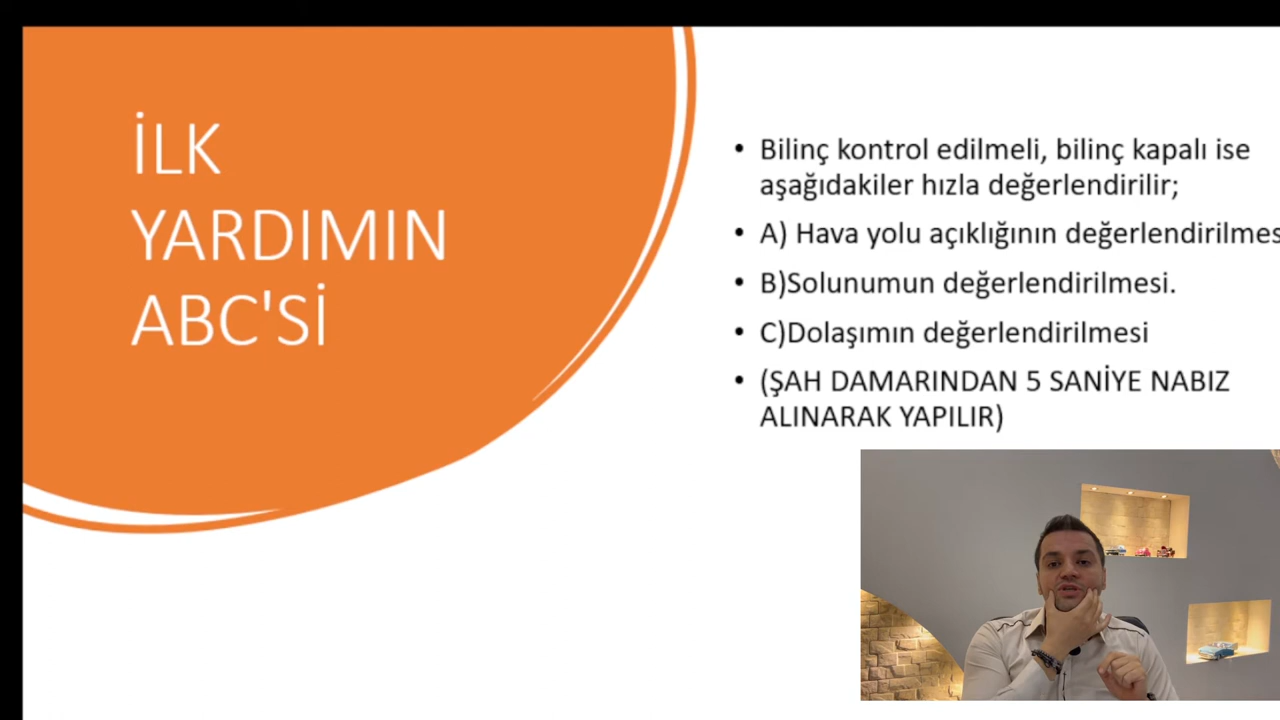 İLK
YARDIMIN
ABC'Sİ
• Bilinç kontrol edilmeli, bilinç kapalı ise
aşağıdakiler hızla değerlendirilir;
• A) Hava yolu açıklığının değerlendirilmes
• B)Solunumun değerlendirilmesi.
• C)Dolaşımın değerlendirilmesi
• (ŞAH DAMARINDAN 5 SANİYE NABIZ
ALINARAK YAPILIR)